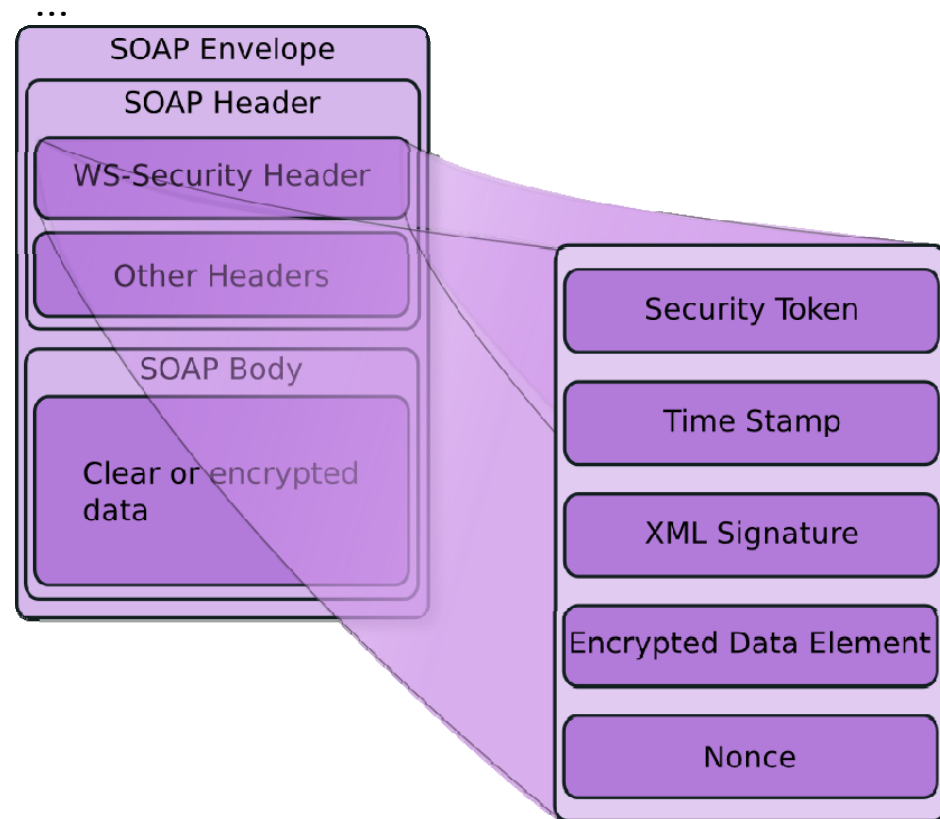 ...
SOAP Envelope
SOAP Header
WS-Security Header
Other Headers
SOAP Body
Clear or encrypted
data
Security Token
Time Stamp
XML Signature
Encrypted Data Element
Nonce